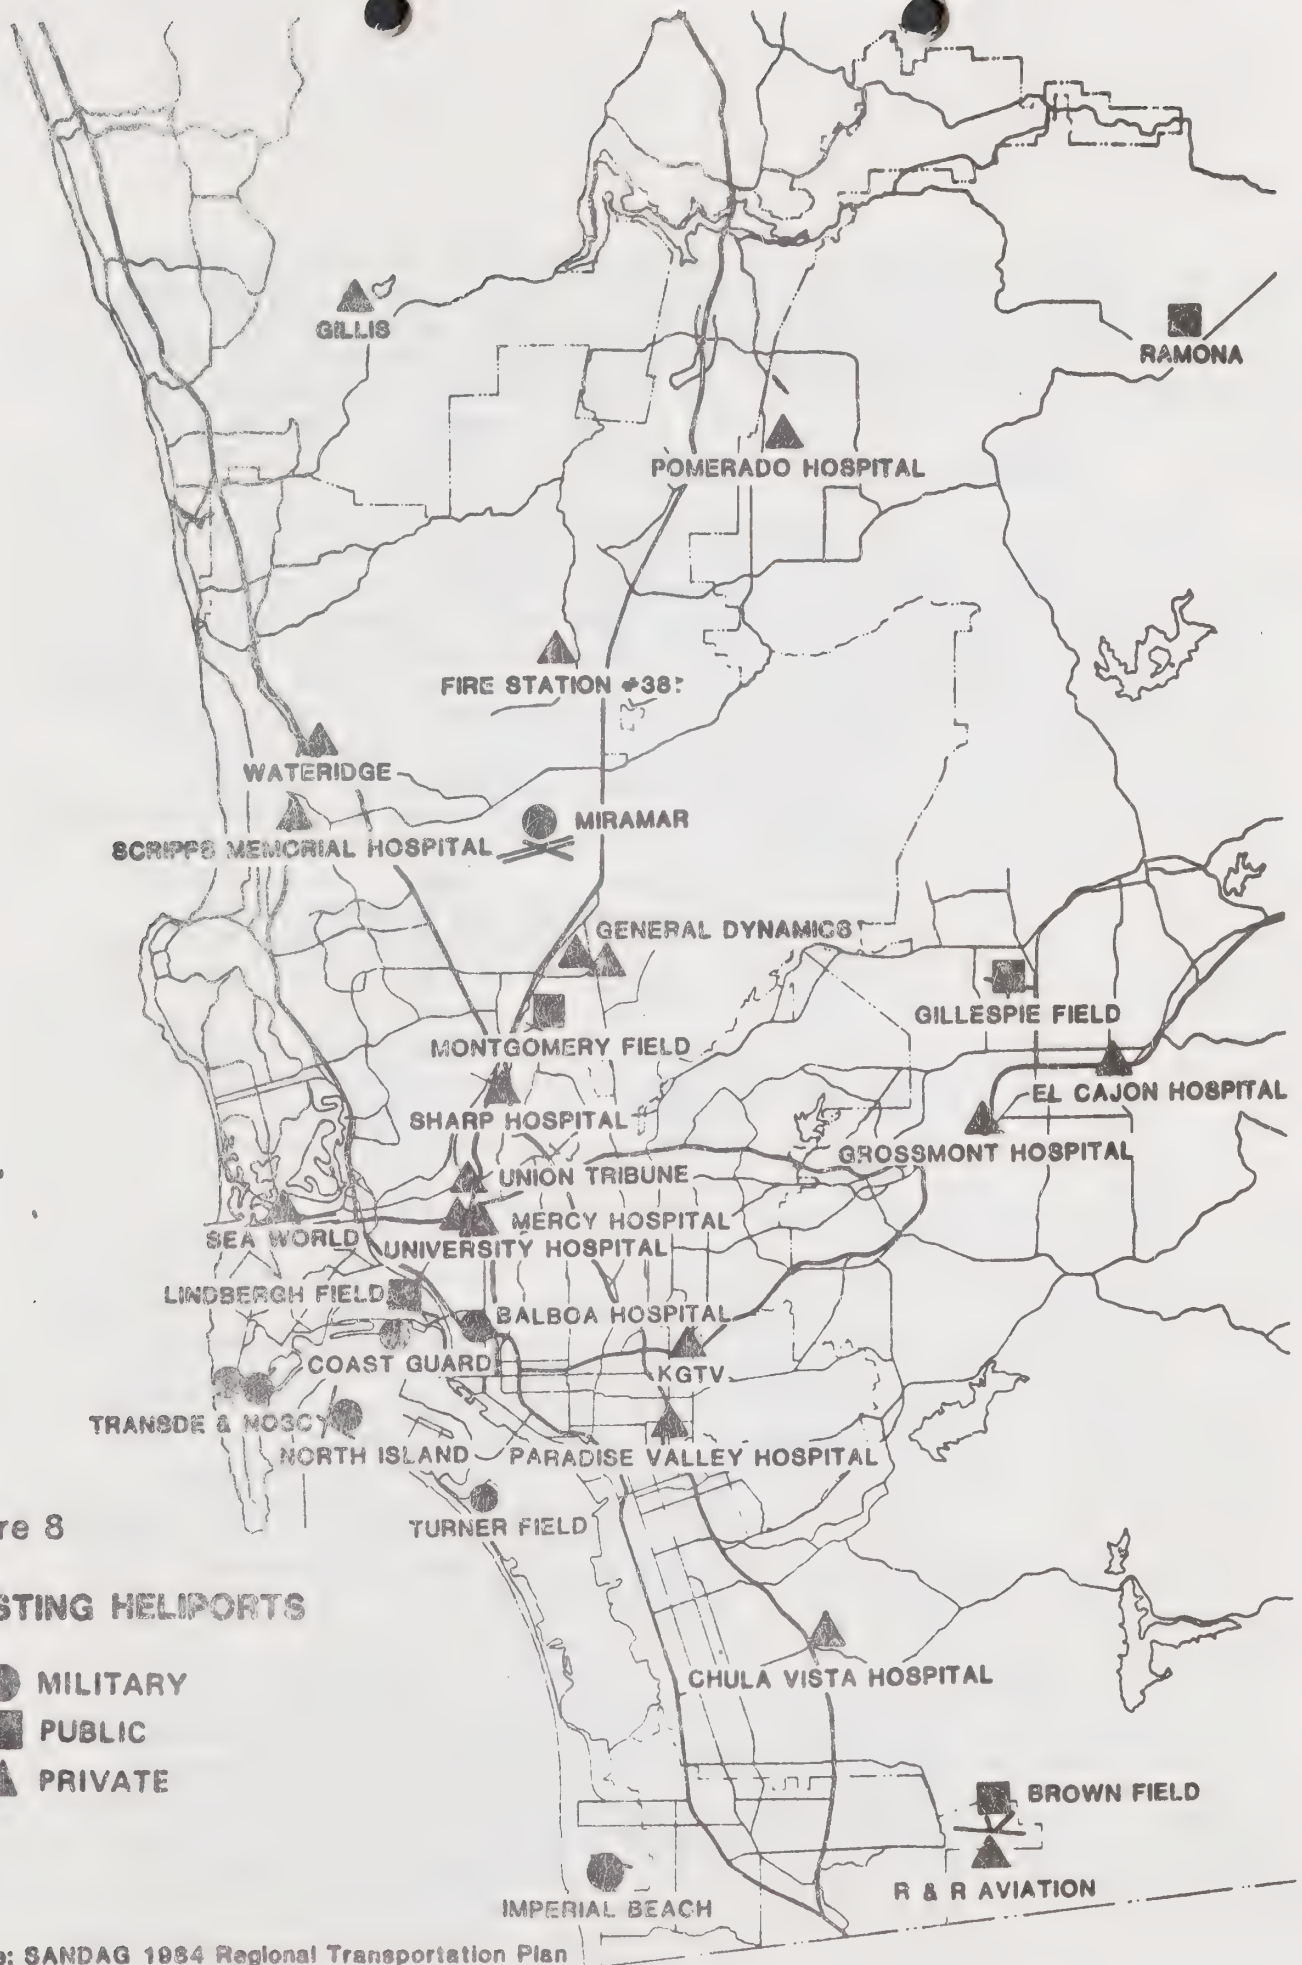 GILLIS
RAMONA
POMERADO HOSPITAL
FIRE STATION #38
WATERIDGE
MIRAMAR
SCRIPPS MEMORIAL HOSPITAL
GENERAL DYNAMICS
GILLESPIE FIELD
MONTGOMERY FIELD
EL CAJON HOSPITAL
SHARP HOSPITAL
GROSSMONT HOSPITAL
UNION TRIBUNE
MERCY HOSPITAL
SEA WORLD
UNIVERSITY HOSPITAL
LINDBERGH FIELD
BALBOA HOSPITAL
COAST GUARD
KGTV
TRANSDE & NOSC
NORTH ISLAND
PARADISE VALLEY HOSPITAL
TURNER FIELD
re 8
STING HELIPORTS
MILITARY
PUBLIC
PRIVATE
CHULA VISTA HOSPITAL
BROWN FIELD
R & R AVIATION
IMPERIAL BEACH
e: SANDAG 1984 Regional Transportation Plan